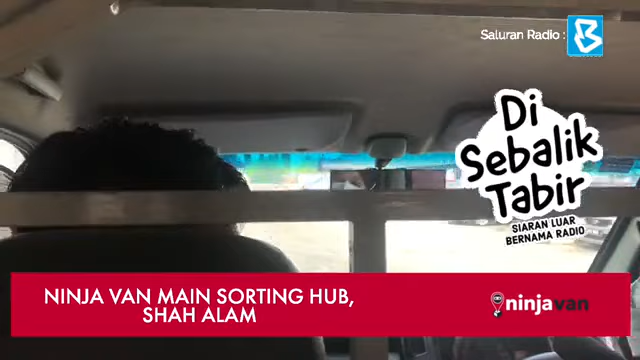 Saluran Radio :
B
Di
Sebalik
Tabir
SIARAN LUAR
BERNAMA RADIO
NINJA VAN MAIN SORTING HUB,
SHAH ALAM
ninjavan